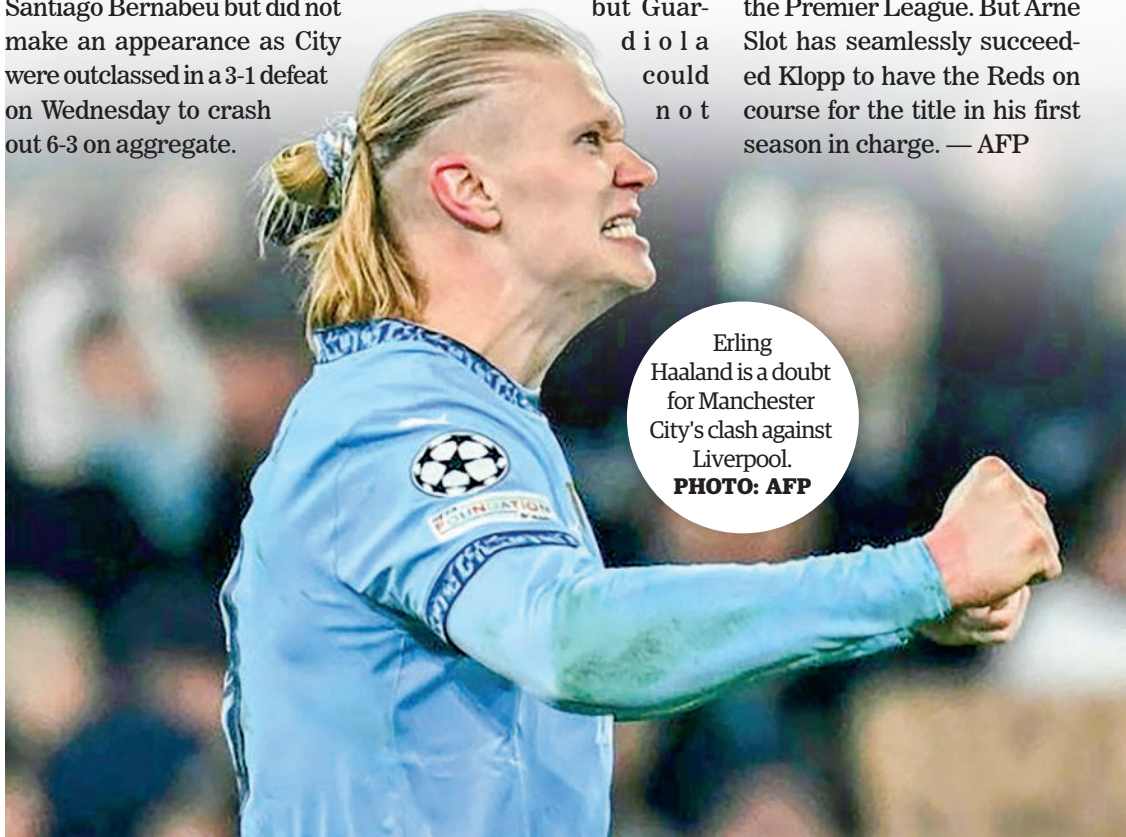 Santiago Bernabeu but did not
make an appearance as City
were outclassed in a 3-1 defeat
on Wednesday to crash
out 6-3 on aggregate.
but Guar-
diola
could
not
the Premier League. But Arne
Slot has seamlessly succeed-
ed Klopp to have the Reds on
course for the title in his first
season in charge. — AFP
Erling
Haaland is a doubt
for Manchester
City's clash against
Liverpool.
PHOTO: AFP
FOUNDATION